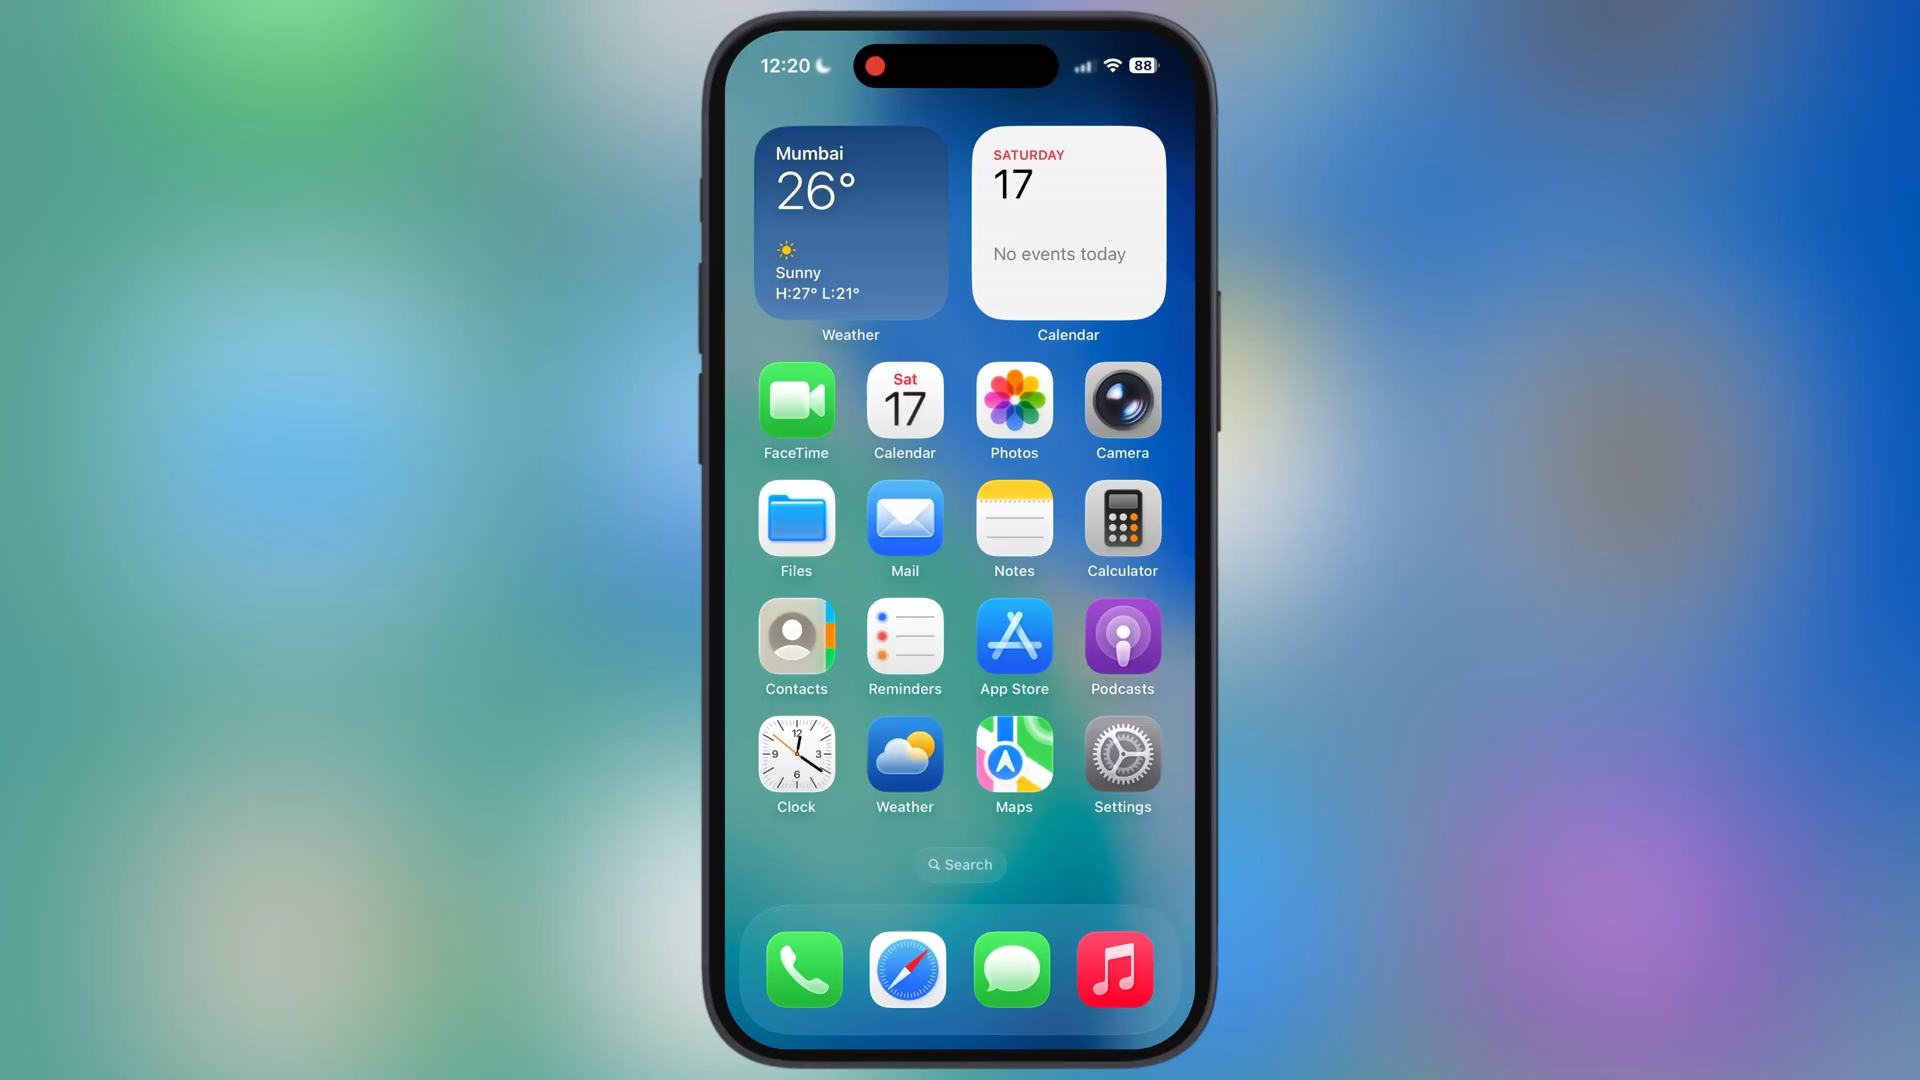 12:20
88
Mumbai
26°
Sunny
H:27° L:21°
Weather
SATURDAY
17
No events today
Calendar
FaceTime
Sat
17
Calendar
Photos
Camera
Files
Mail
Notes
Calculator
Contacts
Reminders
App Store
Podcasts
12
9
3
6
Clock
Weather
Maps
Settings
Search